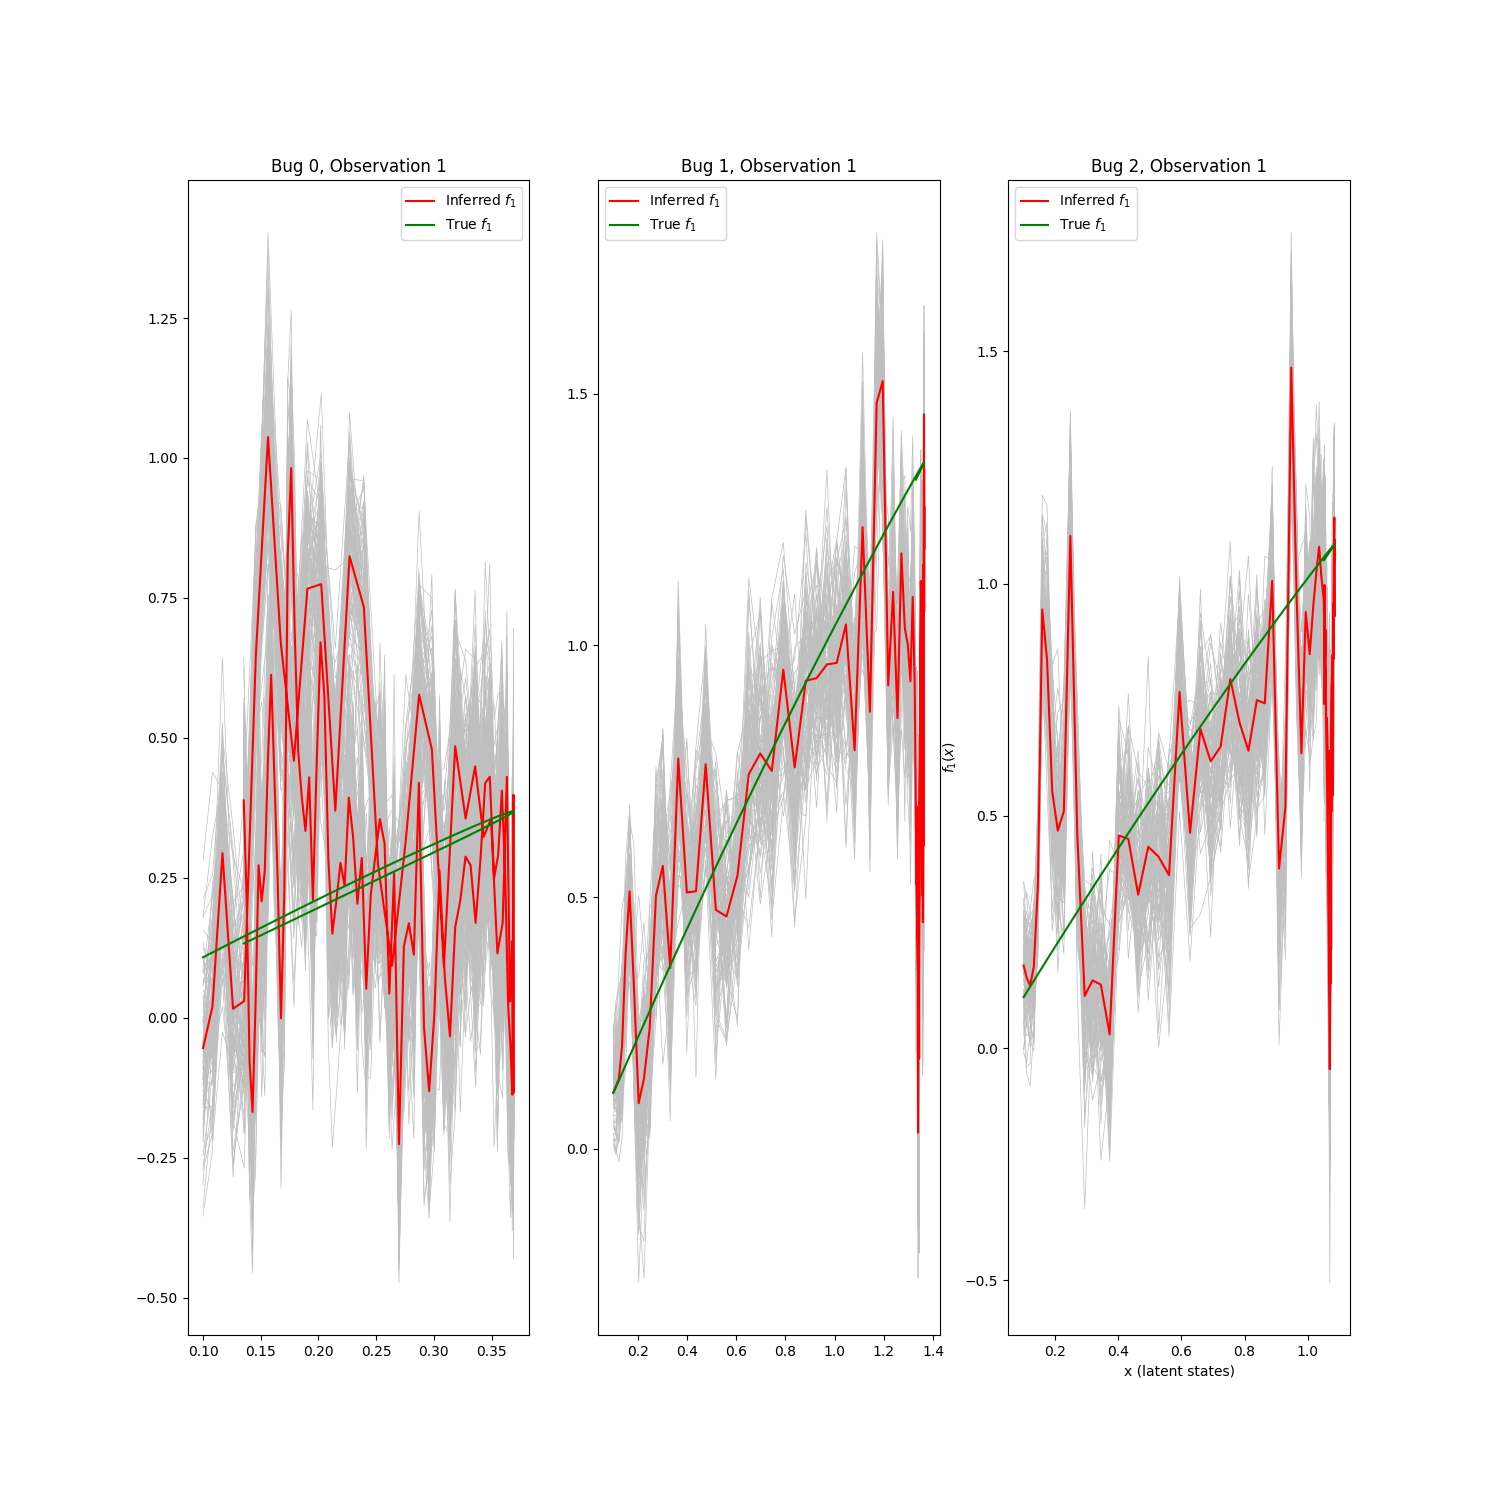 Bug 0, Observation 1
Inferred f₁
True f₁
1.25
1.00
0.75
0.50
0.25
0.00
−0.25
−0.50
0.10 0.15 0.20 0.25 0.30 0.35
Bug 1, Observation 1
Inferred f₁
True f₁
1.5
1.0
0.5
0.0
0.2 0.4 0.6 0.8 1.0 1.2 1.4
Bug 2, Observation 1
Inferred f₁
True f₁
f₁(x)
1.5
1.0
0.5
0.0
−0.5
0.2 0.4 0.6 0.8 1.0
x (latent states)